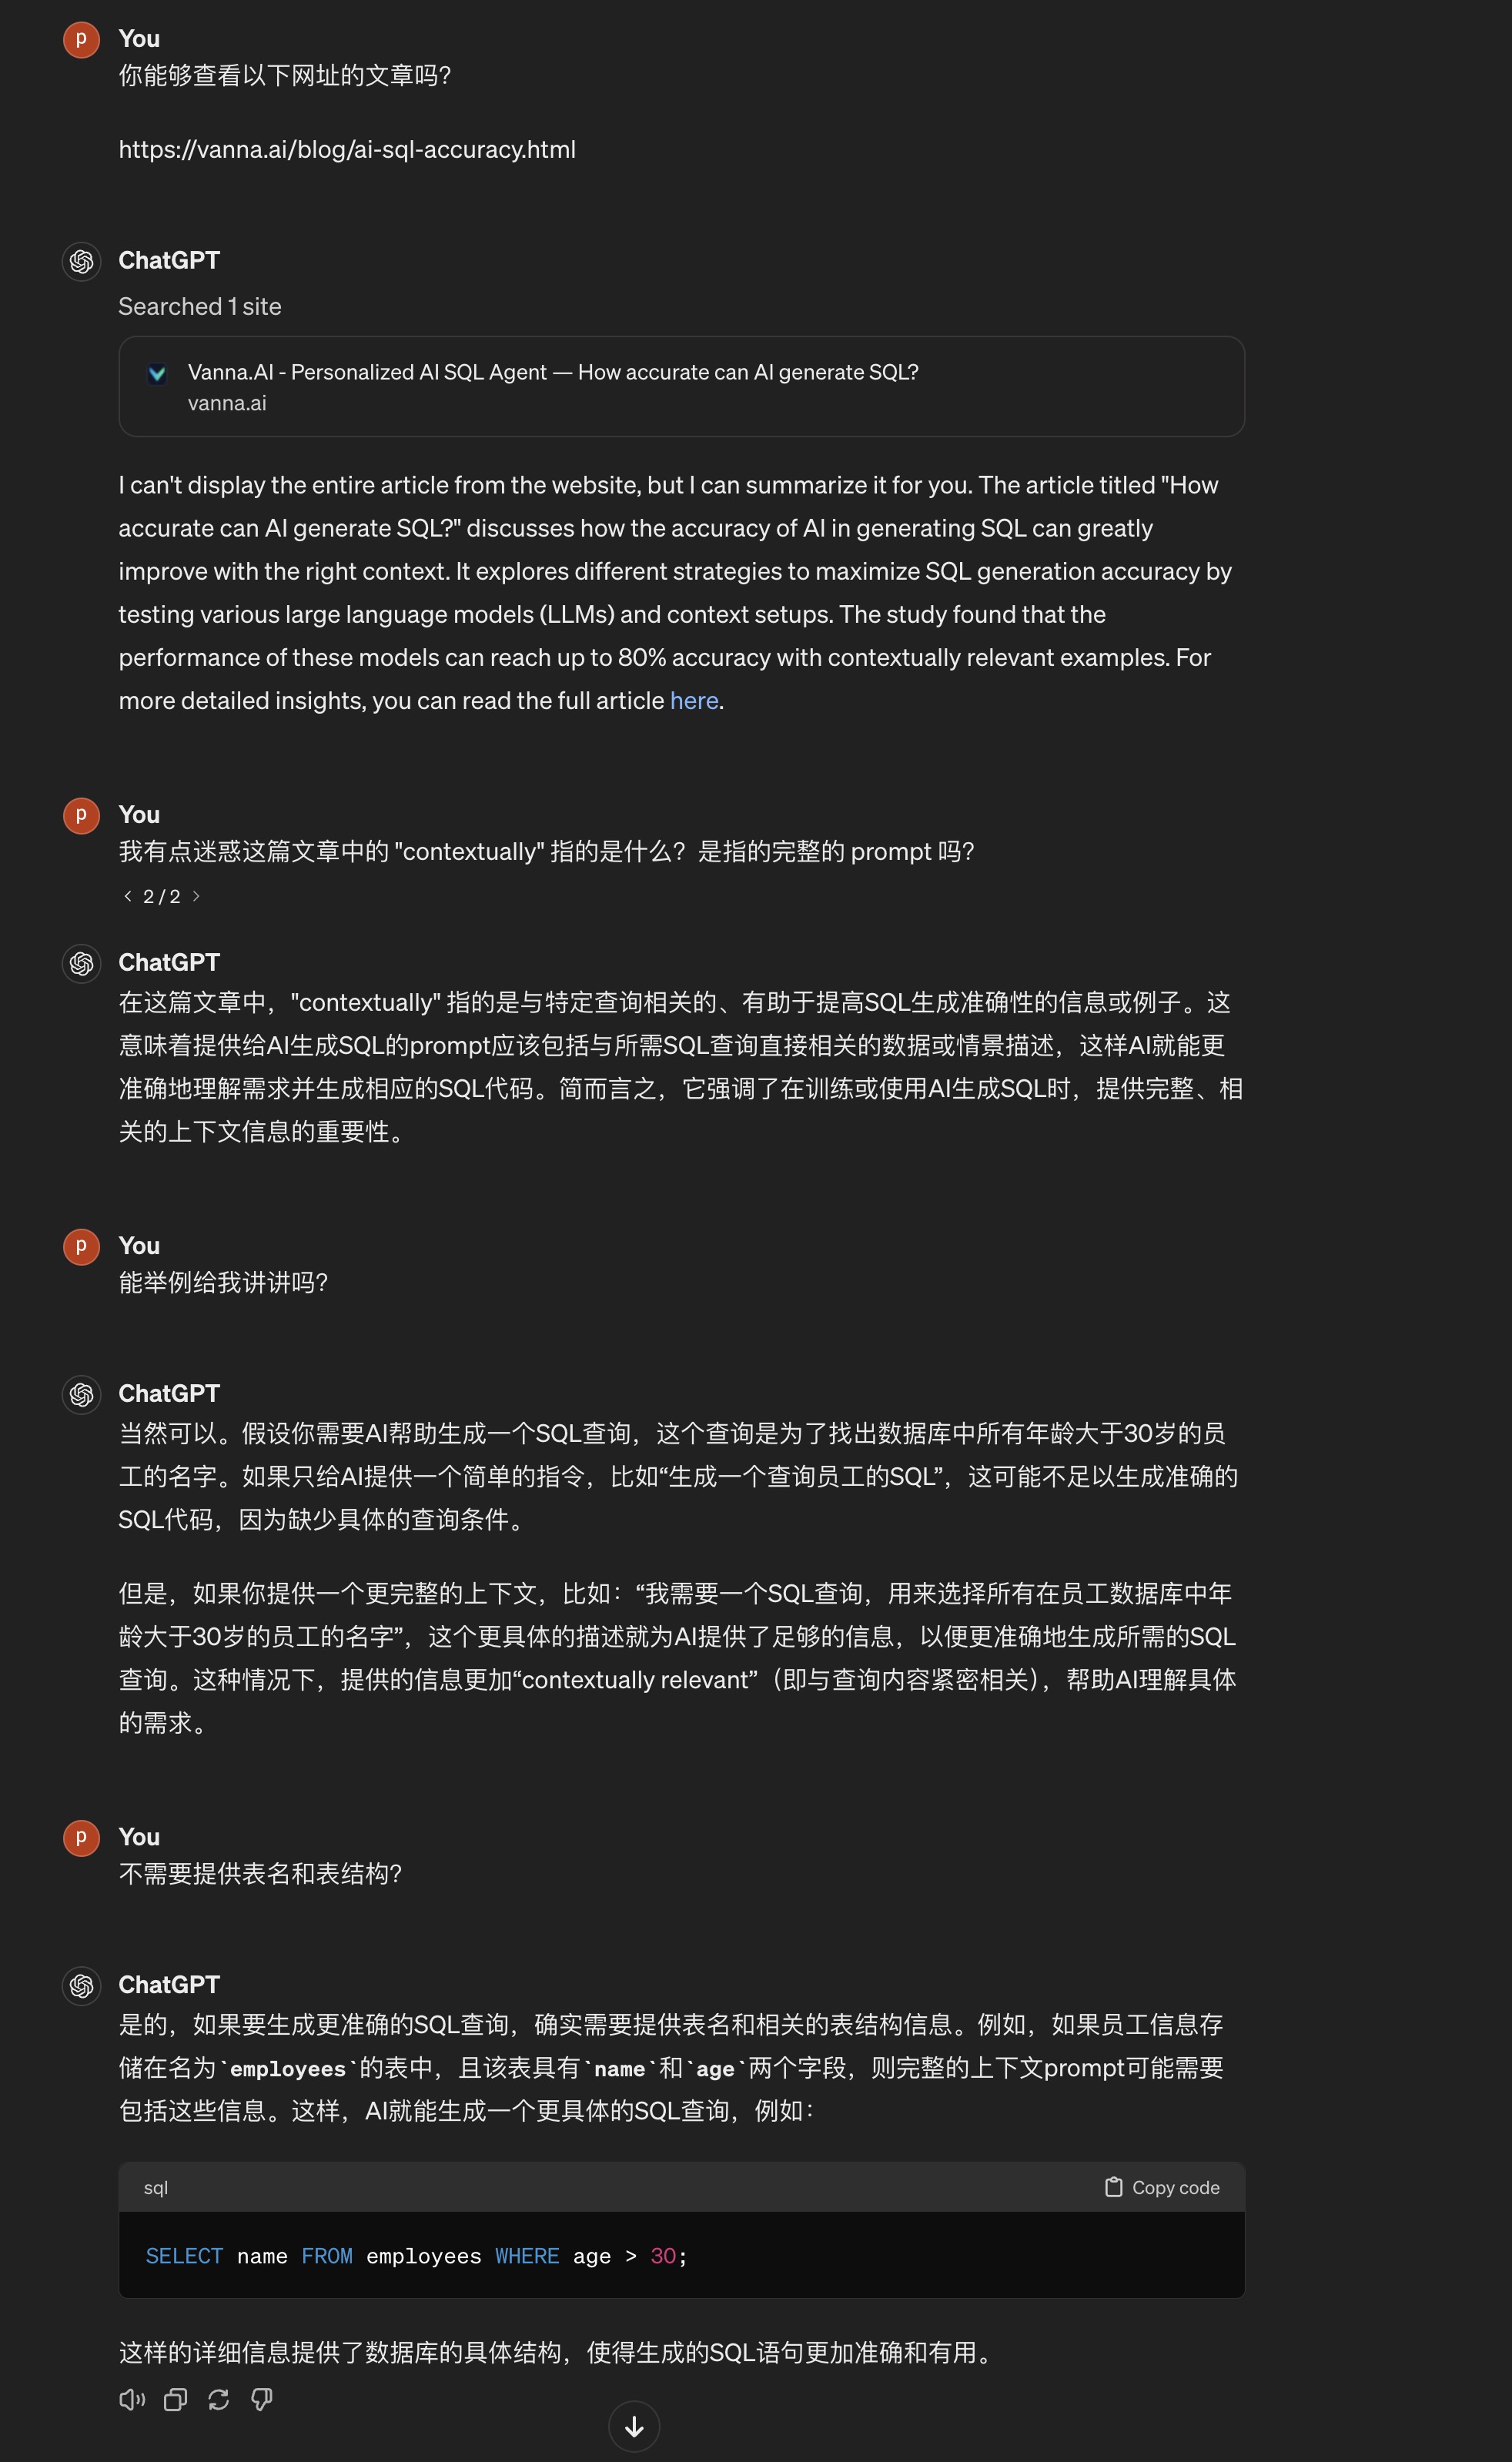 P
You
你能够查看以下网址的文章吗？
https://vanna.ai/blog/ai-sql-accuracy.html
ChatGPT
Searched 1 site
Vanna.AI - Personalized AI SQL Agent — How accurate can AI generate SQL?
vanna.ai
I can't display the entire article from the website, but I can summarize it for you. The article titled "How
accurate can AI generate SQL?" discusses how the accuracy of AI in generating SQL can greatly
improve with the right context. It explores different strategies to maximize SQL generation accuracy by
testing various large language models (LLMs) and context setups. The study found that the
performance of these models can reach up to 80% accuracy with contextually relevant examples. For
more detailed insights, you can read the full article here.
P
You
我有点迷惑这篇文章中的 "contextually" 指的是什么？是指的完整的 prompt 吗？
2 / 2
ChatGPT
在这篇文章中，"contextually" 指的是与特定查询相关的、有助于提高SQL生成准确性的信息或例子。这
意味着提供给AI生成SQL的prompt应该包括与所需SQL查询直接相关的数据或情景描述，这样AI就能更
准确地理解需求并生成相应的SQL代码。简而言之，它强调了在训练或使用AI生成SQL时，提供完整、相
关的上下文信息的重要性。
P
You
能举例给我讲讲吗？
ChatGPT
当然可以。假设你需要AI帮助生成一个SQL查询，这个查询是为了找出数据库中所有年龄大于30岁的员
工的名字。如果只给AI提供一个简单的指令，比如“生成一个查询员工的SQL”，这可能不足以生成准确的
SQL代码，因为缺少具体的查询条件。
但是，如果你提供一个更完整的上下文，比如：“我需要一个SQL查询，用来选择所有在员工数据库中年
龄大于30岁的员工的名字”，这个更具体的描述就为AI提供了足够的信息，以便更准确地生成所需的SQL
查询。这种情况下，提供的信息更加“contextually relevant”（即与查询内容紧密相关），帮助AI理解具体
的需求。
P
You
不需要提供表名和表结构？
ChatGPT
是的，如果要生成更准确的SQL查询，确实需要提供表名和相关的表结构信息。例如，如果员工信息存
储在名为`employees`的表中，且该表具有`name`和`age`两个字段，则完整的上下文prompt可能需要
包括这些信息。这样，AI就能生成一个更具体的SQL查询，例如：
sql
Copy code
SELECT name FROM employees WHERE age > 30;
这样的详细信息提供了数据库的具体结构，使得生成的SQL语句更加准确和有用。